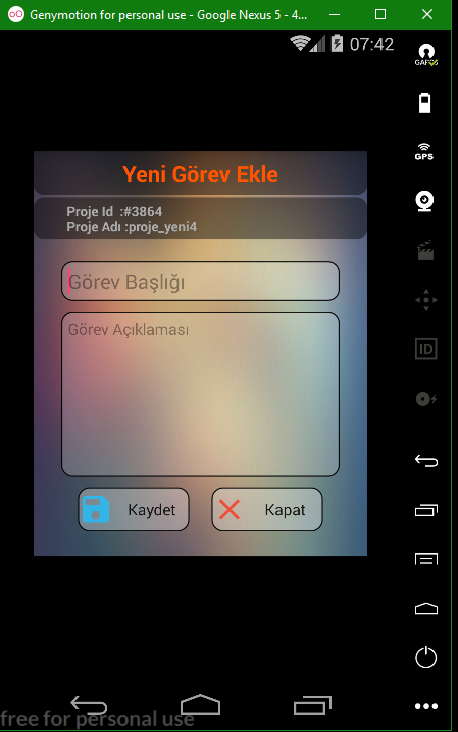 Genymotion for personal use - Google Nexus 5 - 4...
07:42
GAPPS
GPS
Yeni Görev Ekle
Proje Id :#3864
Proje Adı :proje_yeni4
Görev Başlığı
Görev Açıklaması
ID
Kaydet
Kapat
free for personal use